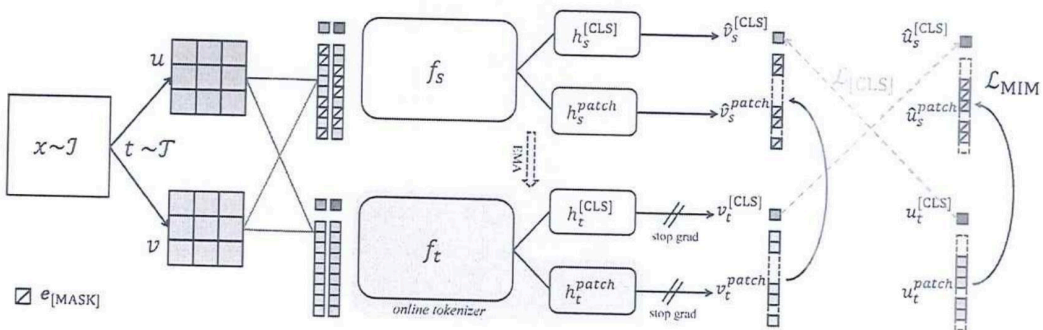 x~ℐ
t ~𝒯
u
v
e[MASK]
f_s
EMA
f_t
online tokenizer
h_s^[CLS]
h_s^patch
h_t^[CLS]
stop grad
h_t^patch
stop grad
v̂_s^[CLS]
v̂_s^patch
v_t^[CLS]
v_t^patch
ℒ[CLS]
û_s^[CLS]
û_s^patch
ℒMIM
u_t^[CLS]
u_t^patch